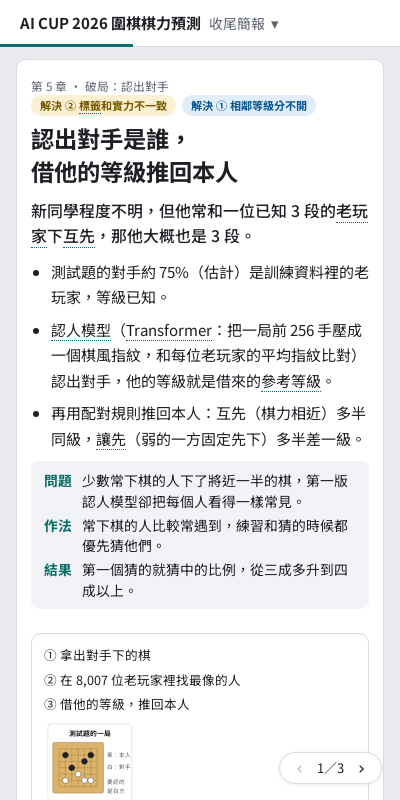 AI CUP 2026 圍棋棋力預測 收尾簡報 ▼
第 5 章 · 破局：認出對手
解決 ② 標籤和實力不一致 解決 ① 相鄰等級分不開
認出對手是誰，
借他的等級推回本人
新同學程度不明，但他常和一位已知 3 段的老玩
家下互先，那他大概也是 3 段。
• 測試題的對手約 75%（估計）是訓練資料裡的老
玩家，等級已知。
• 認人模型（Transformer：把一局前 256 手壓成
一個棋風指紋，和每位老玩家的平均指紋比對）
認出對手，他的等級就是借來的參考等級。
• 再用配對規則推回本人：互先（棋力相近）多半
同級，讓先（弱的一方固定先下）多半差一級。
問題 少數常下棋的人下了將近一半的棋，第一版
認人模型卻把每個人看得一樣常見。
作法 常下棋的人比較常遇到，練習和猜的時候都
優先猜他們。
結果 第一個猜的就猜中的比例，從三成多升到四
成以上。
① 拿出對手下的棋
② 在 8,007 位老玩家裡找最像的人
③ 借他的等級，推回本人
測試題的一局
黑：本人
白：對手
要認的
是白方
‹ 1／3 ›